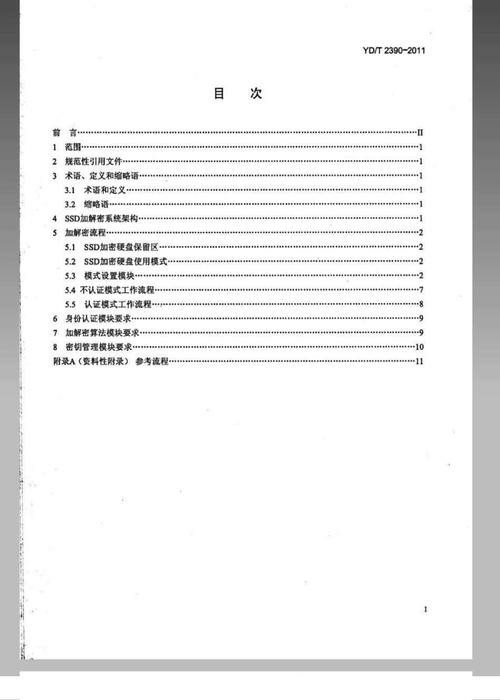 YD/T 2390-2011
目 次
前 言……II
1 范围……1
2 规范性引用文件……1
3 术语、定义和缩略语……1
3.1 术语和定义……1
3.2 缩略语……1
4 SSD加解密系统架构……1
5 加解密流程……2
5.1 SSD加密硬盘保留区……2
5.2 SSD加密硬盘使用模式……2
5.3 模式设置模块……2
5.4 不认证模式工作流程……7
5.5 认证模式工作流程……8
6 身份认证模块要求……9
7 加解密算法模块要求……9
8 密钥管理模块要求……10
附录A（资料性附录） 参考流程……11
I